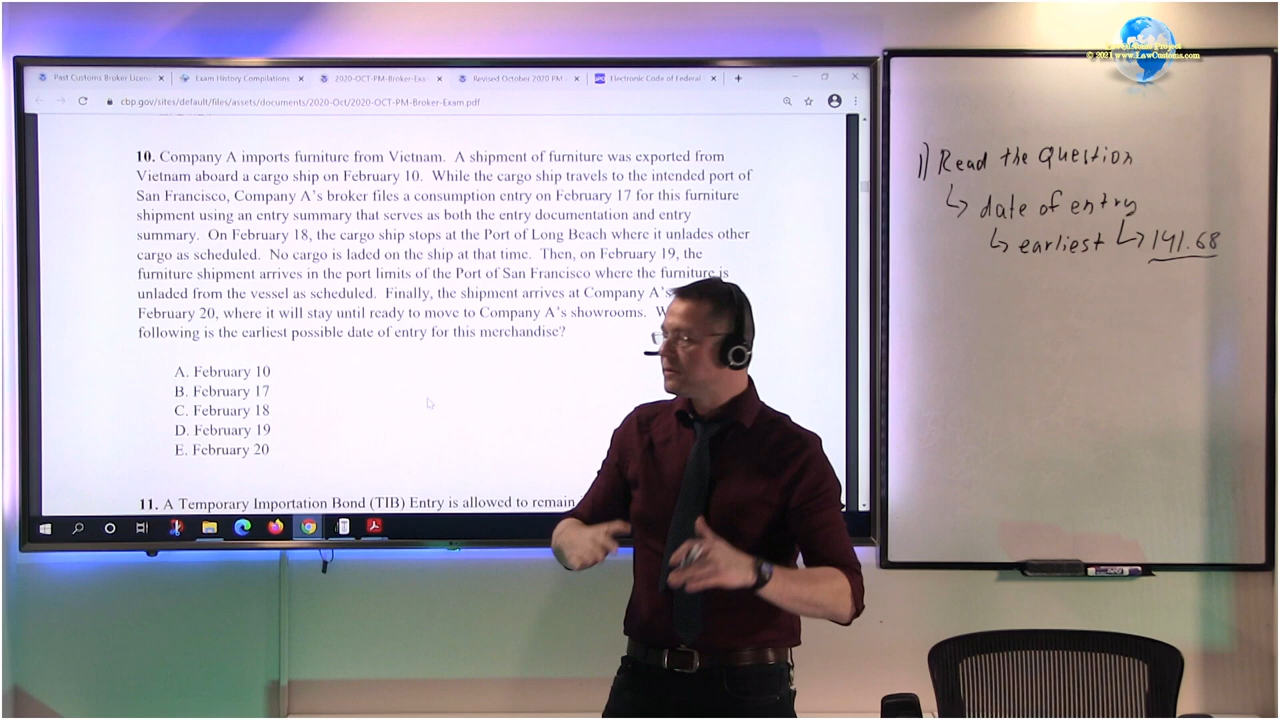 LawCustoms Project
© 2021 www.LawCustoms.com
Past Customs Broker Licens
Exam History Compilations
2020-OCT-PM-Broker-Exa
Revised October 2020 PM
Electronic Code of Federal
cbp.gov/sites/default/files/assets/documents/2020-Oct/2020-OCT-PM-Broker-Exam.pdf
10. Company A imports furniture from Vietnam. A shipment of furniture was exported from
Vietnam aboard a cargo ship on February 10. While the cargo ship travels to the intended port of
San Francisco, Company A's broker files a consumption entry on February 17 for this furniture
shipment using an entry summary that serves as both the entry documentation and entry
summary. On February 18, the cargo ship stops at the Port of Long Beach where it unlades other
cargo as scheduled. No cargo is laded on the ship at that time. Then, on February 19, the
furniture shipment arrives in the port limits of the Port of San Francisco where the furniture is
unladed from the vessel as scheduled. Finally, the shipment arrives at Company A's
February 20, where it will stay until ready to move to Company A's showrooms. W
following is the earliest possible date of entry for this merchandise?
A. February 10
B. February 17
C. February 18
D. February 19
E. February 20
11. A Temporary Importation Bond (TIB) Entry is allowed to remain
1) Read the Question
↳ date of entry
↳ earliest ↳ 141.68